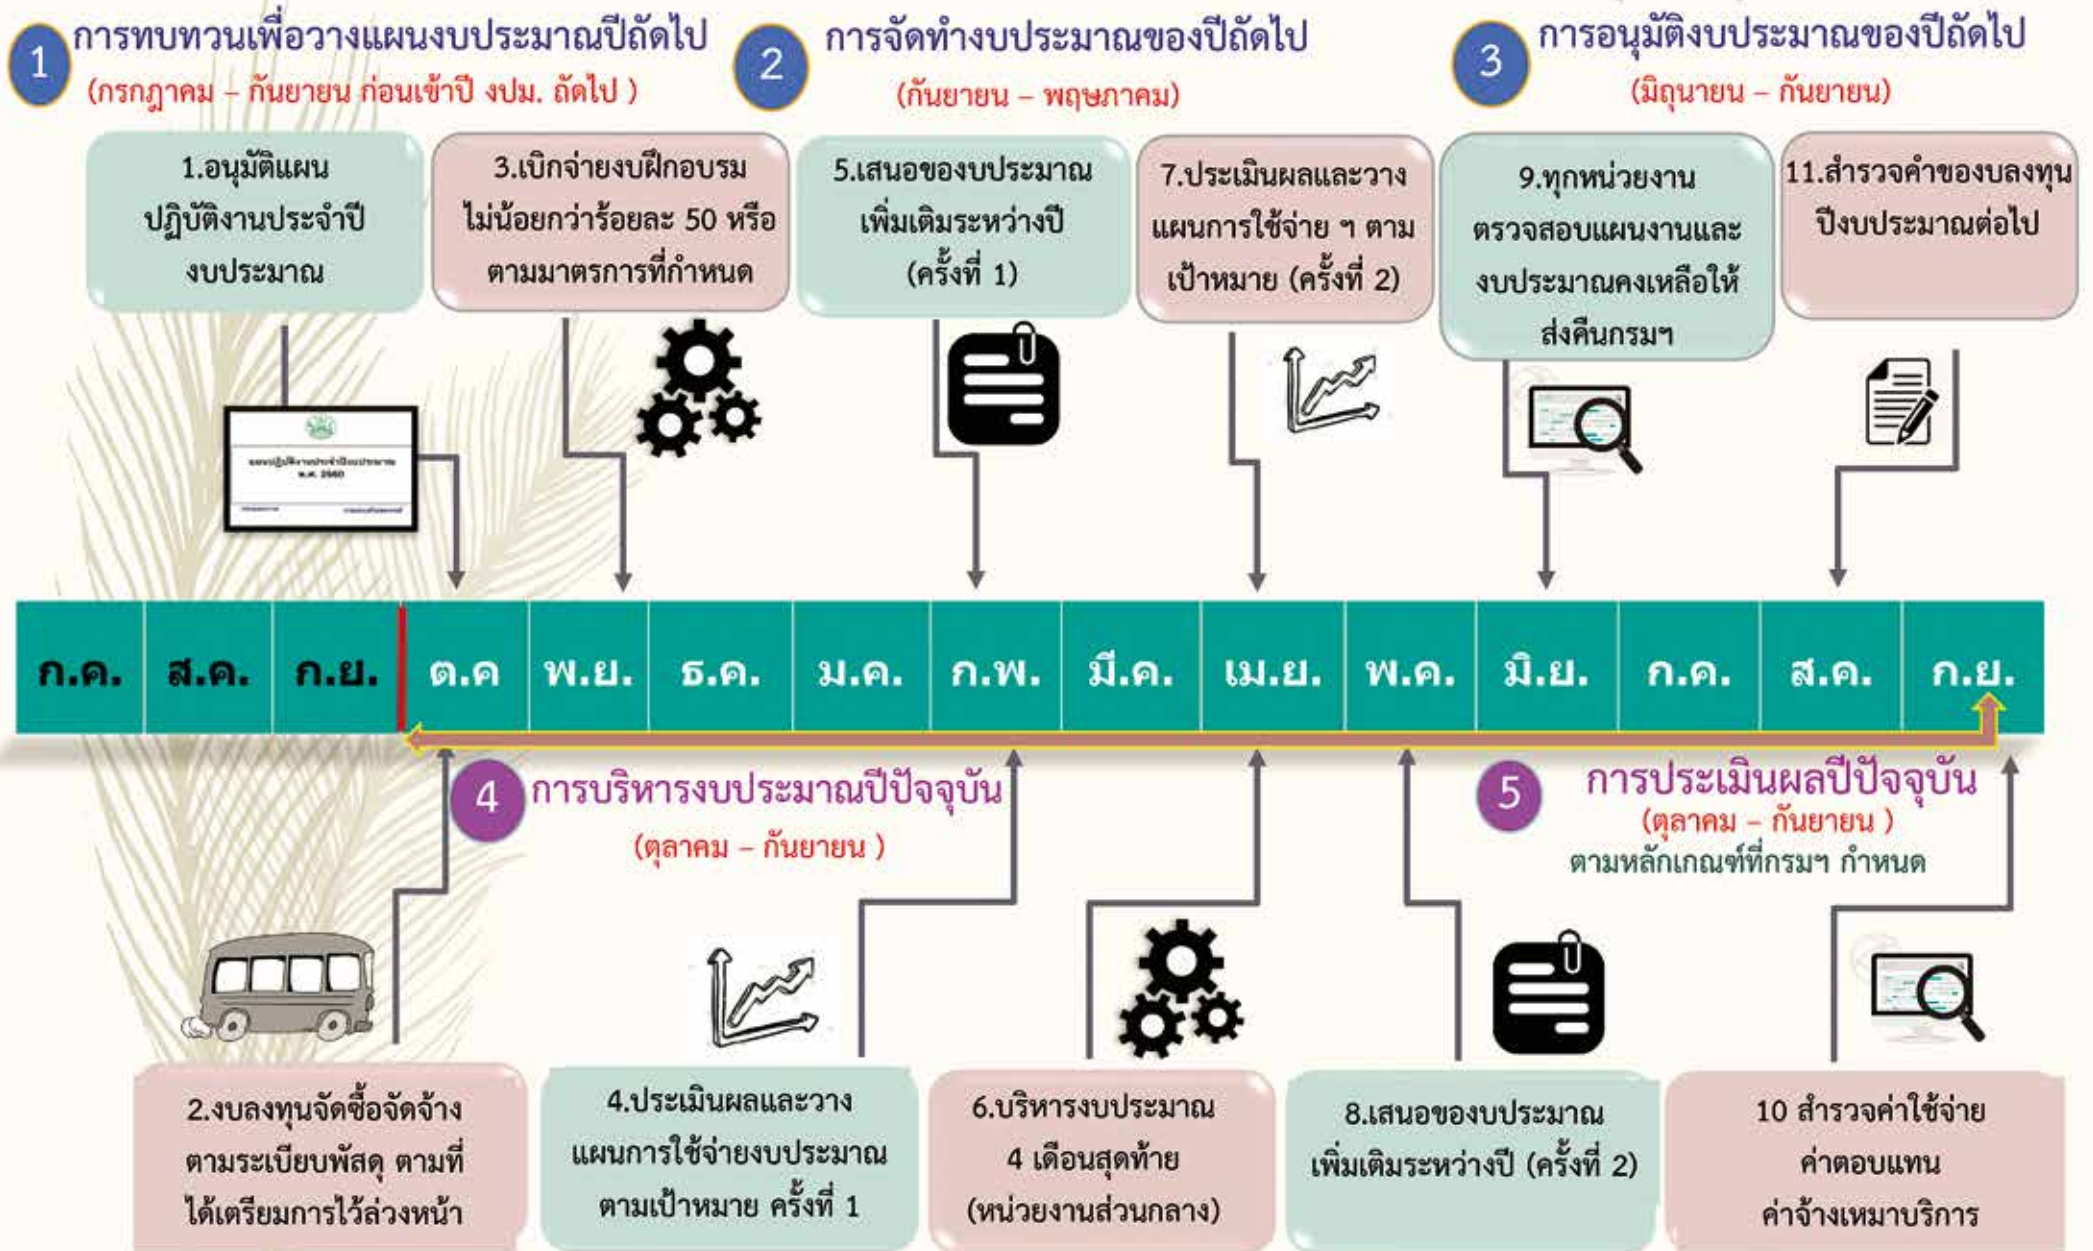 1
การทบทวนเพื่อวางแผนงบประมาณปีถัดไป
(กรกฎาคม – กันยายน ก่อนเข้าปี งปม. ถัดไป )
2
การจัดทำงบประมาณของปีถัดไป
(กันยายน – พฤษภาคม)
3
การอนุมัติงบประมาณของปีถัดไป
(มิถุนายน – กันยายน)
1.อนุมัติแผน
ปฏิบัติงานประจำปี
งบประมาณ
3.เบิกจ่ายงบฝึกอบรม
ไม่น้อยกว่าร้อยละ 50 หรือ
ตามมาตรการที่กำหนด
5.เสนอของบประมาณ
เพิ่มเติมระหว่างปี
(ครั้งที่ 1)
7.ประเมินผลและวาง
แผนการใช้จ่าย ฯ ตาม
เป้าหมาย (ครั้งที่ 2)
9.ทุกหน่วยงาน
ตรวจสอบแผนงานและ
งบประมาณคงเหลือให้
ส่งคืนกรมฯ
11.สำรวจคำของบลงทุน
ปีงบประมาณต่อไป
แผนปฏิบัติงานประจำปีงบประมาณ
พ.ศ. 2560
ก.ค. ส.ค. ก.ย. ต.ค พ.ย. ธ.ค. ม.ค. ก.พ. มี.ค. เม.ย. พ.ค. มิ.ย. ก.ค. ส.ค. ก.ย.
4
การบริหารงบประมาณปีปัจจุบัน
(ตุลาคม – กันยายน )
5
การประเมินผลปีปัจจุบัน
(ตุลาคม – กันยายน )
ตามหลักเกณฑ์ที่กรมฯ กำหนด
2.งบลงทุนจัดซื้อจัดจ้าง
ตามระเบียบพัสดุ ตามที่
ได้เตรียมการไว้ล่วงหน้า
4.ประเมินผลและวาง
แผนการใช้จ่ายงบประมาณ
ตามเป้าหมาย ครั้งที่ 1
6.บริหารงบประมาณ
4 เดือนสุดท้าย
(หน่วยงานส่วนกลาง)
8.เสนอของบประมาณ
เพิ่มเติมระหว่างปี (ครั้งที่ 2)
10 สำรวจค่าใช้จ่าย
ค่าตอบแทน
ค่าจ้างเหมาบริการ